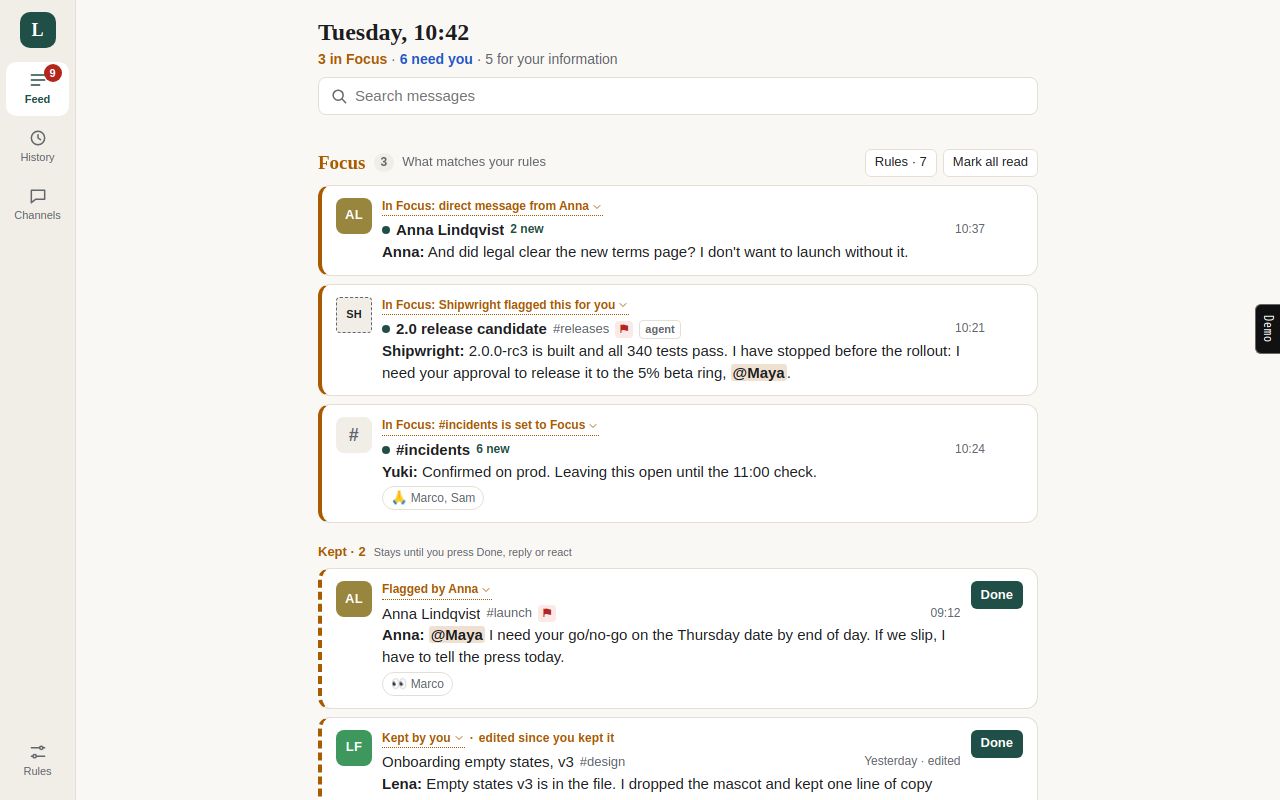 L
Tuesday, 10:42
3 in Focus · 6 need you · 5 for your information
Search messages
9
Feed
History
Channels
Rules
Focus 3 What matches your rules
Rules · 7
Mark all read
AL
In Focus: direct message from Anna
Anna Lindqvist 2 new 10:37
Anna: And did legal clear the new terms page? I don't want to launch without it.
SH
In Focus: Shipwright flagged this for you
2.0 release candidate #releases agent 10:21
Shipwright: 2.0.0-rc3 is built and all 340 tests pass. I have stopped before the rollout: I
need your approval to release it to the 5% beta ring, @Maya.
#
In Focus: #incidents is set to Focus
#incidents 6 new 10:24
Yuki: Confirmed on prod. Leaving this open until the 11:00 check.
🙏 Marco, Sam
Kept · 2 Stays until you press Done, reply or react
AL
Flagged by Anna
Done
Anna Lindqvist #launch 09:12
Anna: @Maya I need your go/no-go on the Thursday date by end of day. If we slip, I
have to tell the press today.
👀 Marco
LF
Kept by you · edited since you kept it
Done
Onboarding empty states, v3 #design Yesterday · edited
Lena: Empty states v3 is in the file. I dropped the mascot and kept one line of copy
Demo